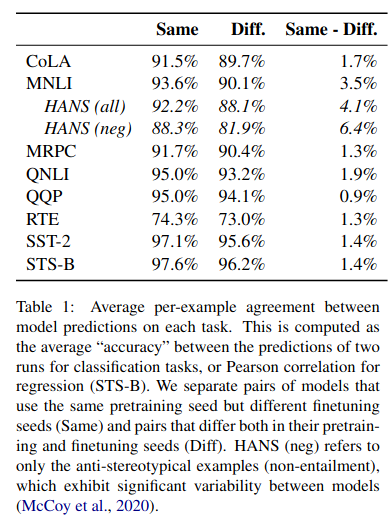 Same Diff. Same - Diff.
CoLA 91.5% 89.7% 1.7%
MNLI 93.6% 90.1% 3.5%
HANS (all) 92.2% 88.1% 4.1%
HANS (neg) 88.3% 81.9% 6.4%
MRPC 91.7% 90.4% 1.3%
QNLI 95.0% 93.2% 1.9%
QQP 95.0% 94.1% 0.9%
RTE 74.3% 73.0% 1.3%
SST-2 97.1% 95.6% 1.4%
STS-B 97.6% 96.2% 1.4%
Table 1: Average per-example agreement between
model predictions on each task. This is computed as
the average “accuracy” between the predictions of two
runs for classification tasks, or Pearson correlation for
regression (STS-B). We separate pairs of models that
use the same pretraining seed but different finetuning
seeds (Same) and pairs that differ both in their pretrain-
ing and finetuning seeds (Diff). HANS (neg) refers to
only the anti-stereotypical examples (non-entailment),
which exhibit significant variability between models
(McCoy et al., 2020).